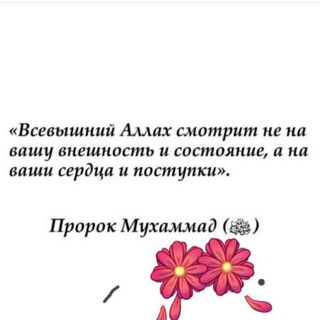 «Всевышний Аллах смотрит не на
вашу внешность и состояние, а на
ваши сердца и поступки».
Пророк Мухаммад (ﷺ)